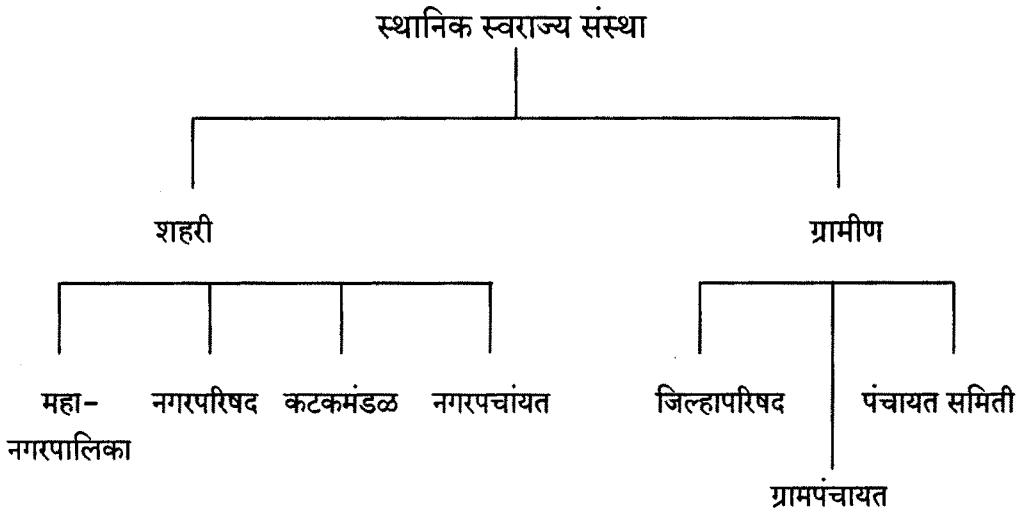 स्थानिक स्वराज्य संस्था
शहरी
ग्रामीण
महा-
नगरपालिका
नगरपरिषद
कटकमंडळ
नगरपचांयत
जिल्हापरिषद
पंचायत समिती
ग्रामपंचायत